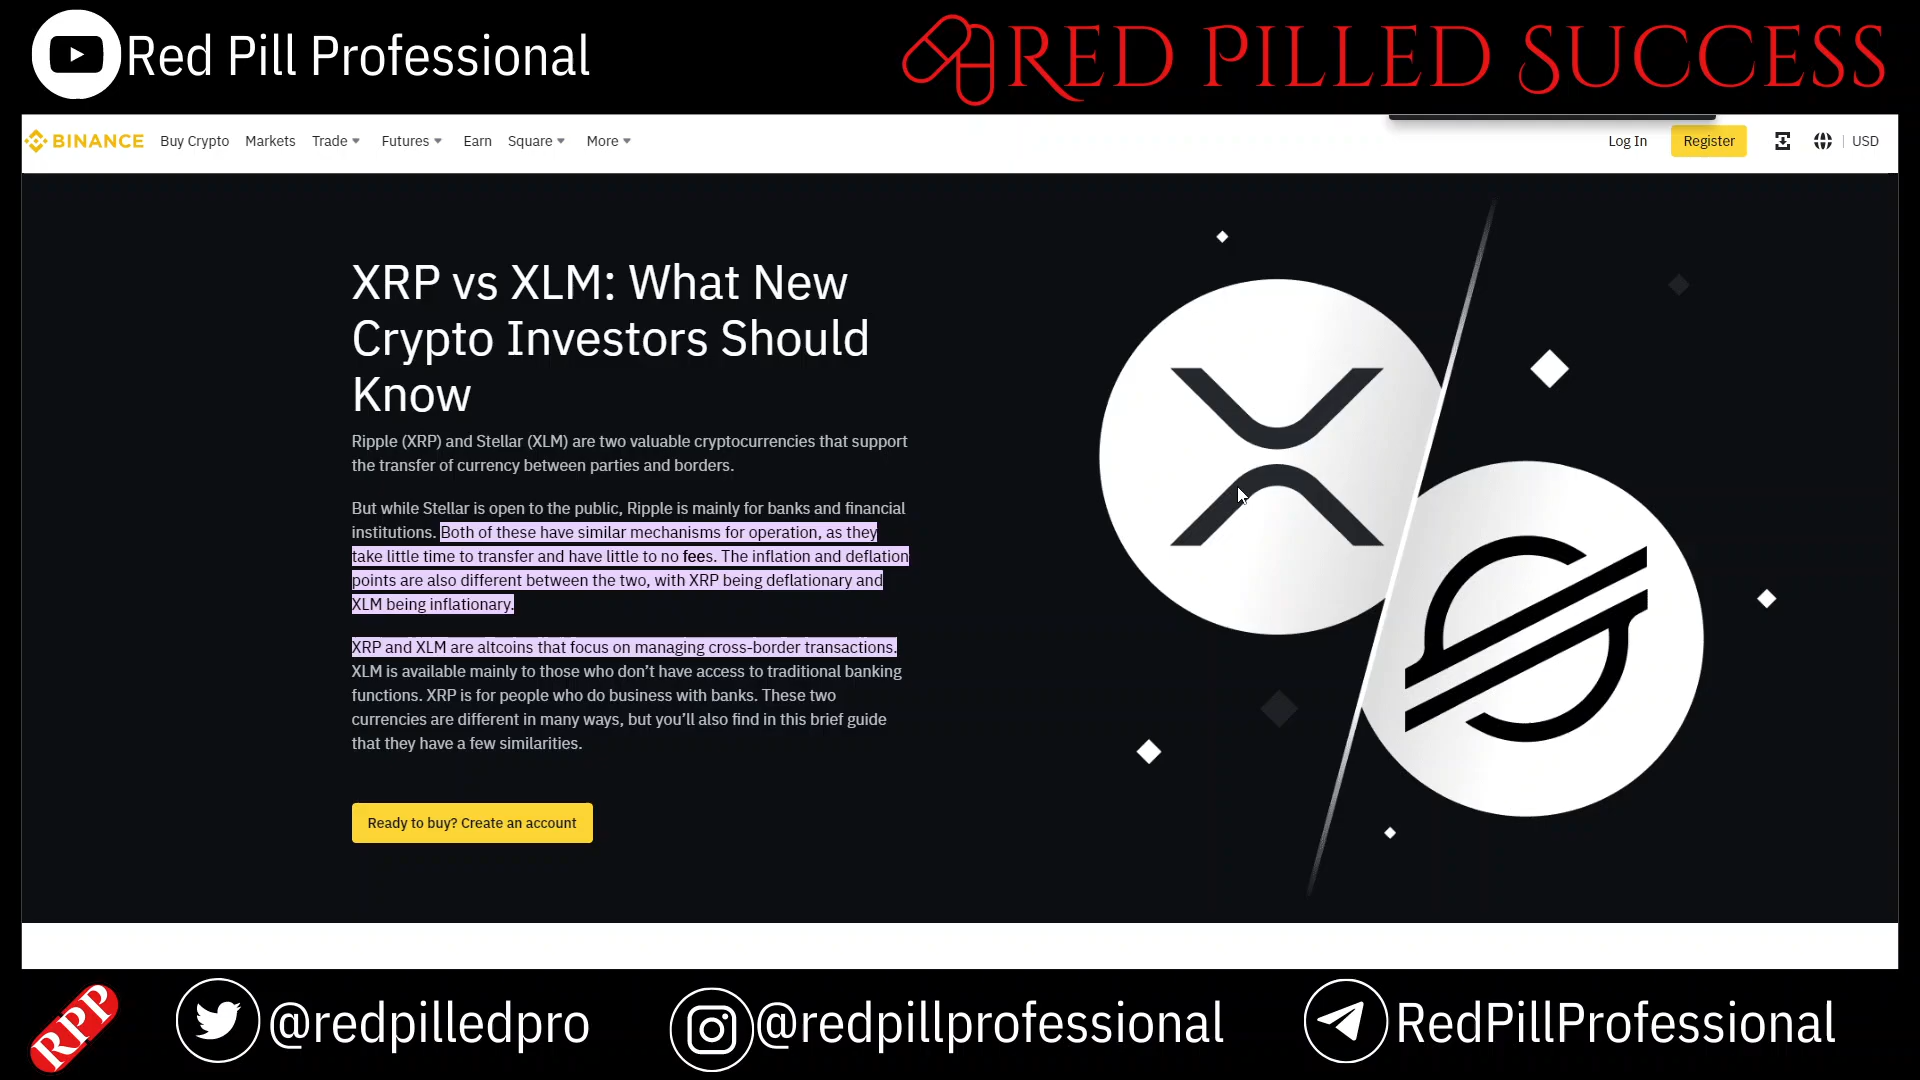 Red Pill Professional
RED PILLED SUCCESS
BINANCE Buy Crypto Markets Trade Futures Earn Square More Log In Register USD
XRP vs XLM: What New
Crypto Investors Should
Know
Ripple (XRP) and Stellar (XLM) are two valuable cryptocurrencies that support
the transfer of currency between parties and borders.
But while Stellar is open to the public, Ripple is mainly for banks and financial
institutions. Both of these have similar mechanisms for operation, as they
take little time to transfer and have little to no fees. The inflation and deflation
points are also different between the two, with XRP being deflationary and
XLM being inflationary.
XRP and XLM are altcoins that focus on managing cross-border transactions.
XLM is available mainly to those who don’t have access to traditional banking
functions. XRP is for people who do business with banks. These two
currencies are different in many ways, but you’ll also find in this brief guide
that they have a few similarities.
Ready to buy? Create an account
RPP
@redpilledpro
@redpillprofessional
RedPillProfessional